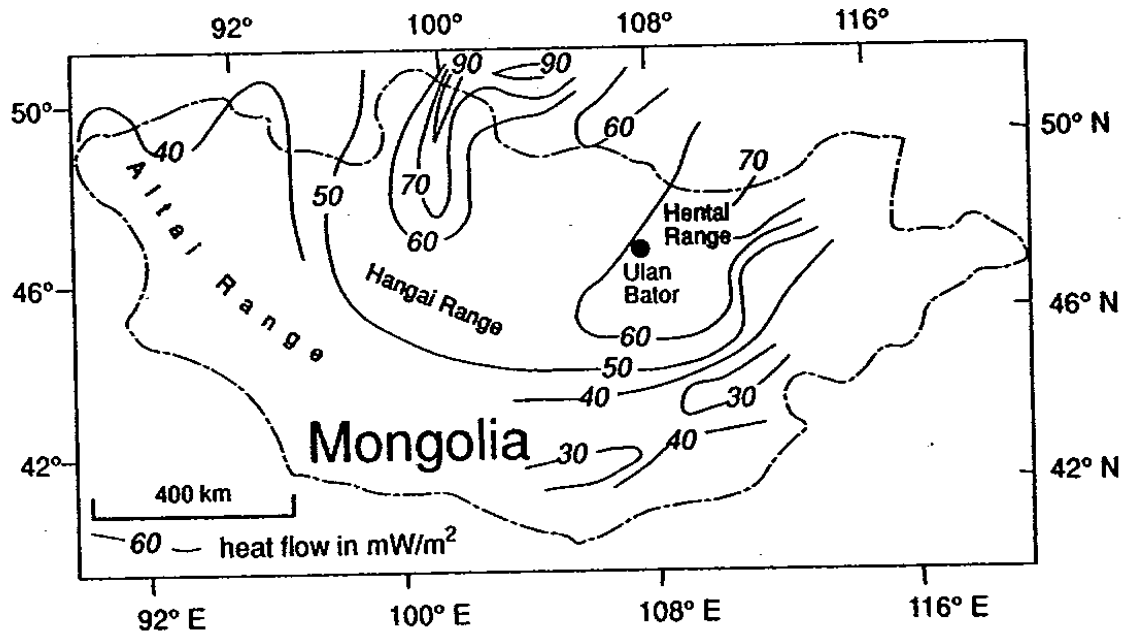 92° 100° 108° 116°
90 90
50° 50° N
60
40
70
50 70
Altai Range
Hental
Range
60
Ulan
Bator
Hangai Range
46° 46° N
60
50
40 30
Mongolia
40
30
42° 42° N
400 km
60 heat flow in mW/m²
92° E 100° E 108° E 116° E